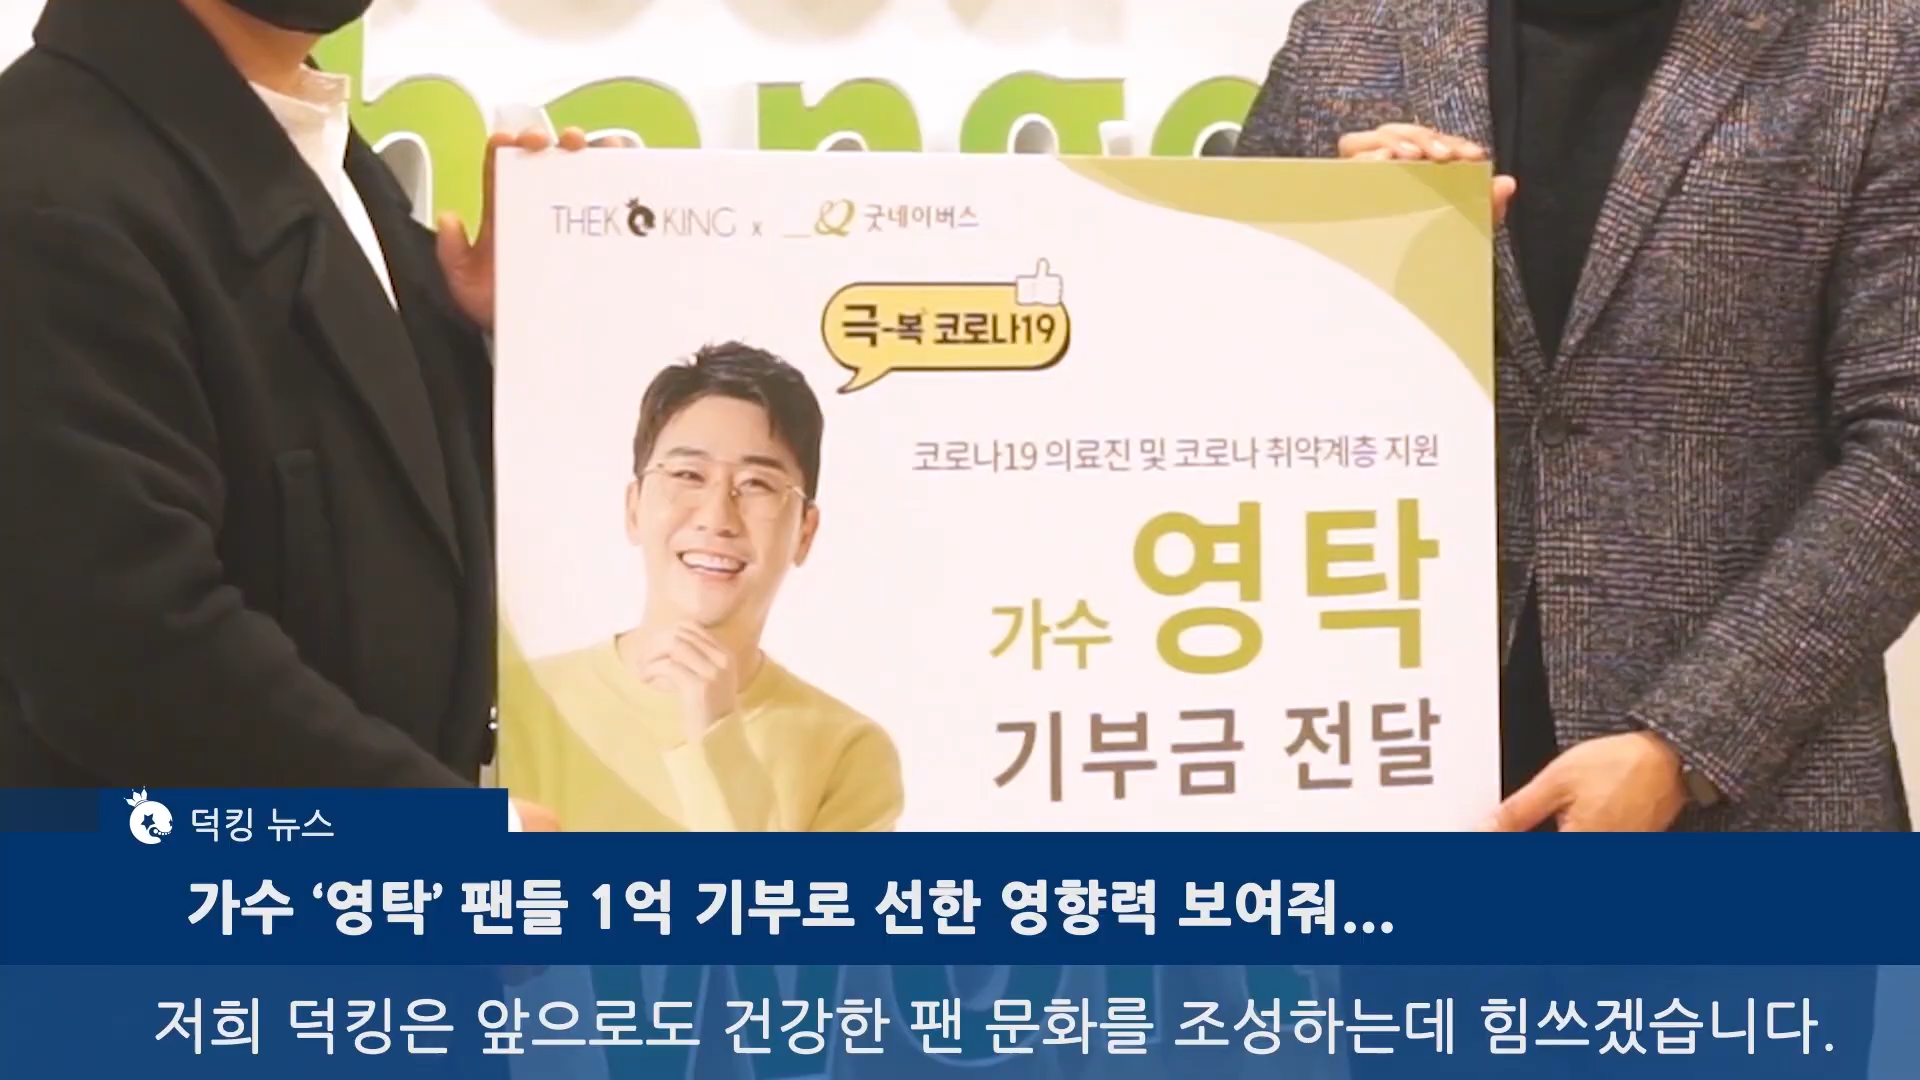 hange
THEK KING x 굿네이버스
극-복 코로나19
코로나19 의료진 및 코로나 취약계층 지원
가수 영탁
기부금 전달
덕킹 뉴스
가수 ‘영탁’ 팬들 1억 기부로 선한 영향력 보여줘...
저희 덕킹은 앞으로도 건강한 팬 문화를 조성하는데 힘쓰겠습니다.